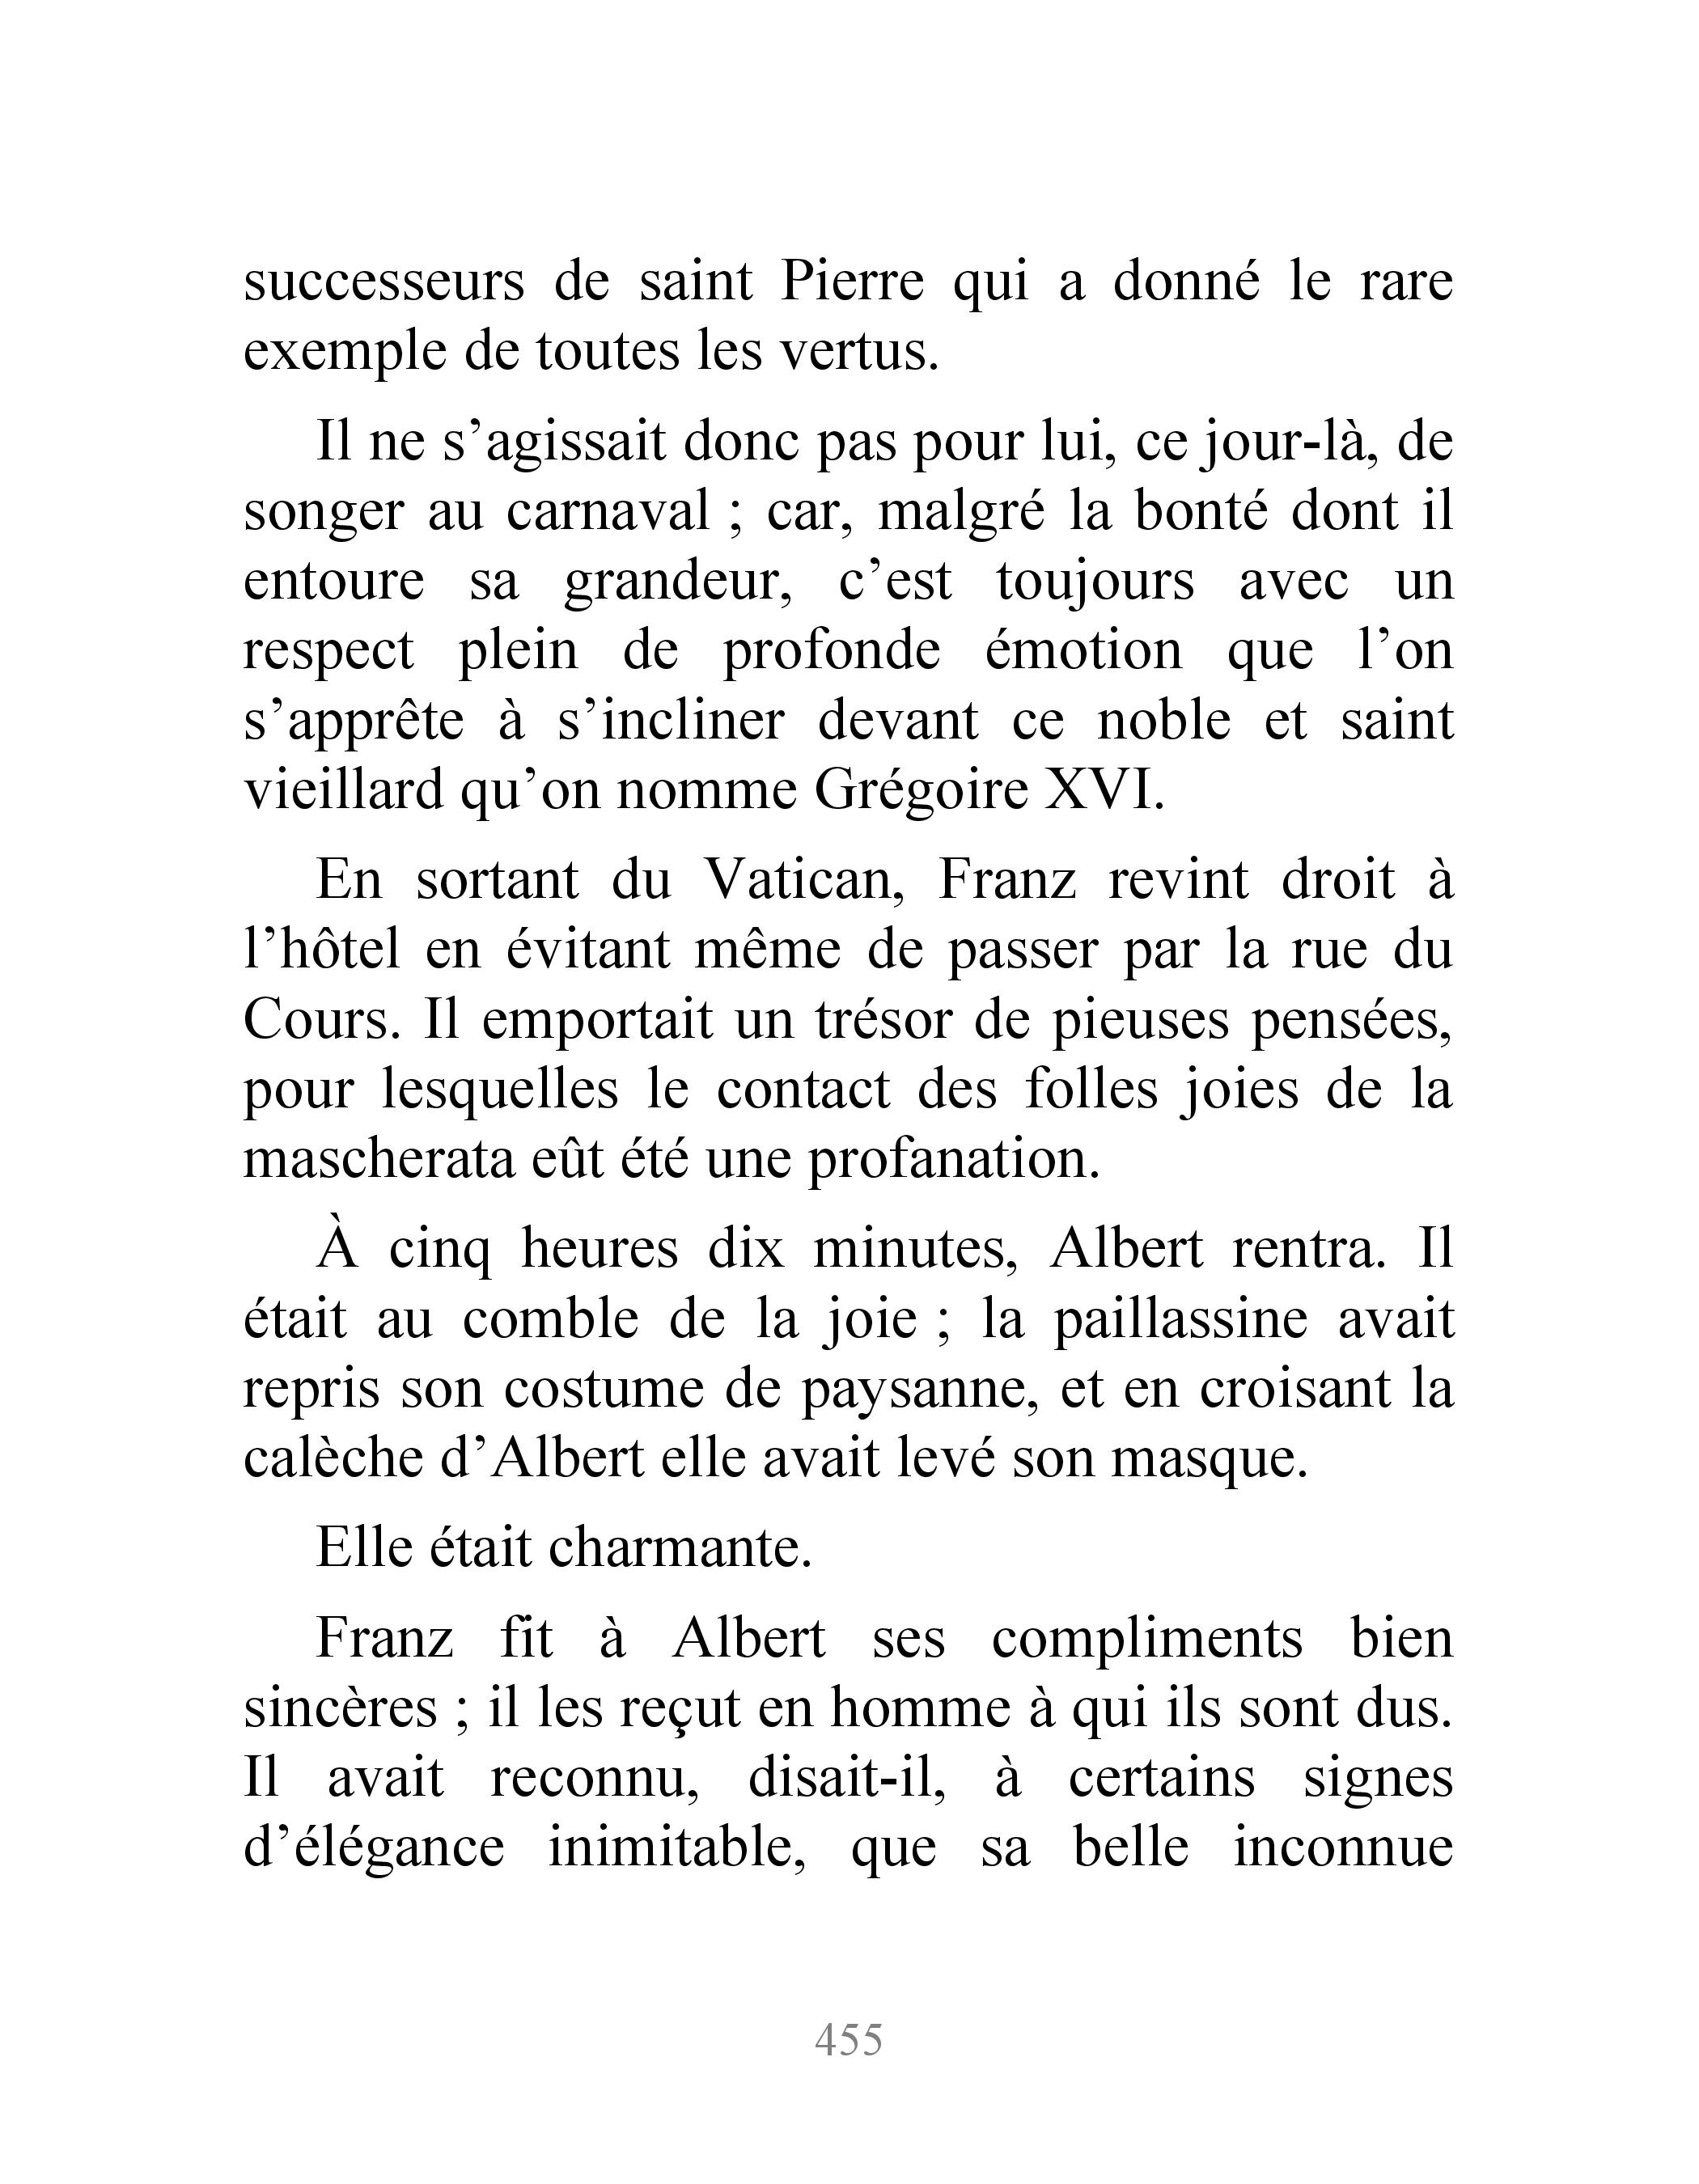 successeurs de saint Pierre qui a donné le rare
exemple de toutes les vertus.
Il ne s’agissait donc pas pour lui, ce jour-là, de
songer au carnaval ; car, malgré la bonté dont il
entoure sa grandeur, c’est toujours avec un
respect plein de profonde émotion que l’on
s’apprête à s’incliner devant ce noble et saint
vieillard qu’on nomme Grégoire XVI.
En sortant du Vatican, Franz revint droit à
l’hôtel en évitant même de passer par la rue du
Cours. Il emportait un trésor de pieuses pensées,
pour lesquelles le contact des folles joies de la
mascherata eût été une profanation.
À cinq heures dix minutes, Albert rentra. Il
était au comble de la joie ; la paillassine avait
repris son costume de paysanne, et en croisant la
calèche d’Albert elle avait levé son masque.
Elle était charmante.
Franz fit à Albert ses compliments bien
sincères ; il les reçut en homme à qui ils sont dus.
Il avait reconnu, disait-il, à certains signes
d’élégance inimitable, que sa belle inconnue
455